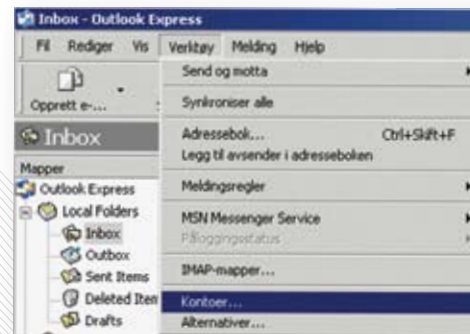 Inbox - Outlook Express
Fil Rediger Vis Verktøy Melding Hjelp
Opprett e-...
Inbox
Mapper
Outlook Express
Local Folders
Inbox
Outbox
Sent Items
Deleted Iten
Drafts
Send og motta
Synkroniser alle
Adressebok... Ctrl+Skift+F
Legg til avsender i adresseboken
Meldingsregler
MSN Messenger Service
Påloggingsstatus
IMAP-mapper...
Kontoer...
Alternativer...